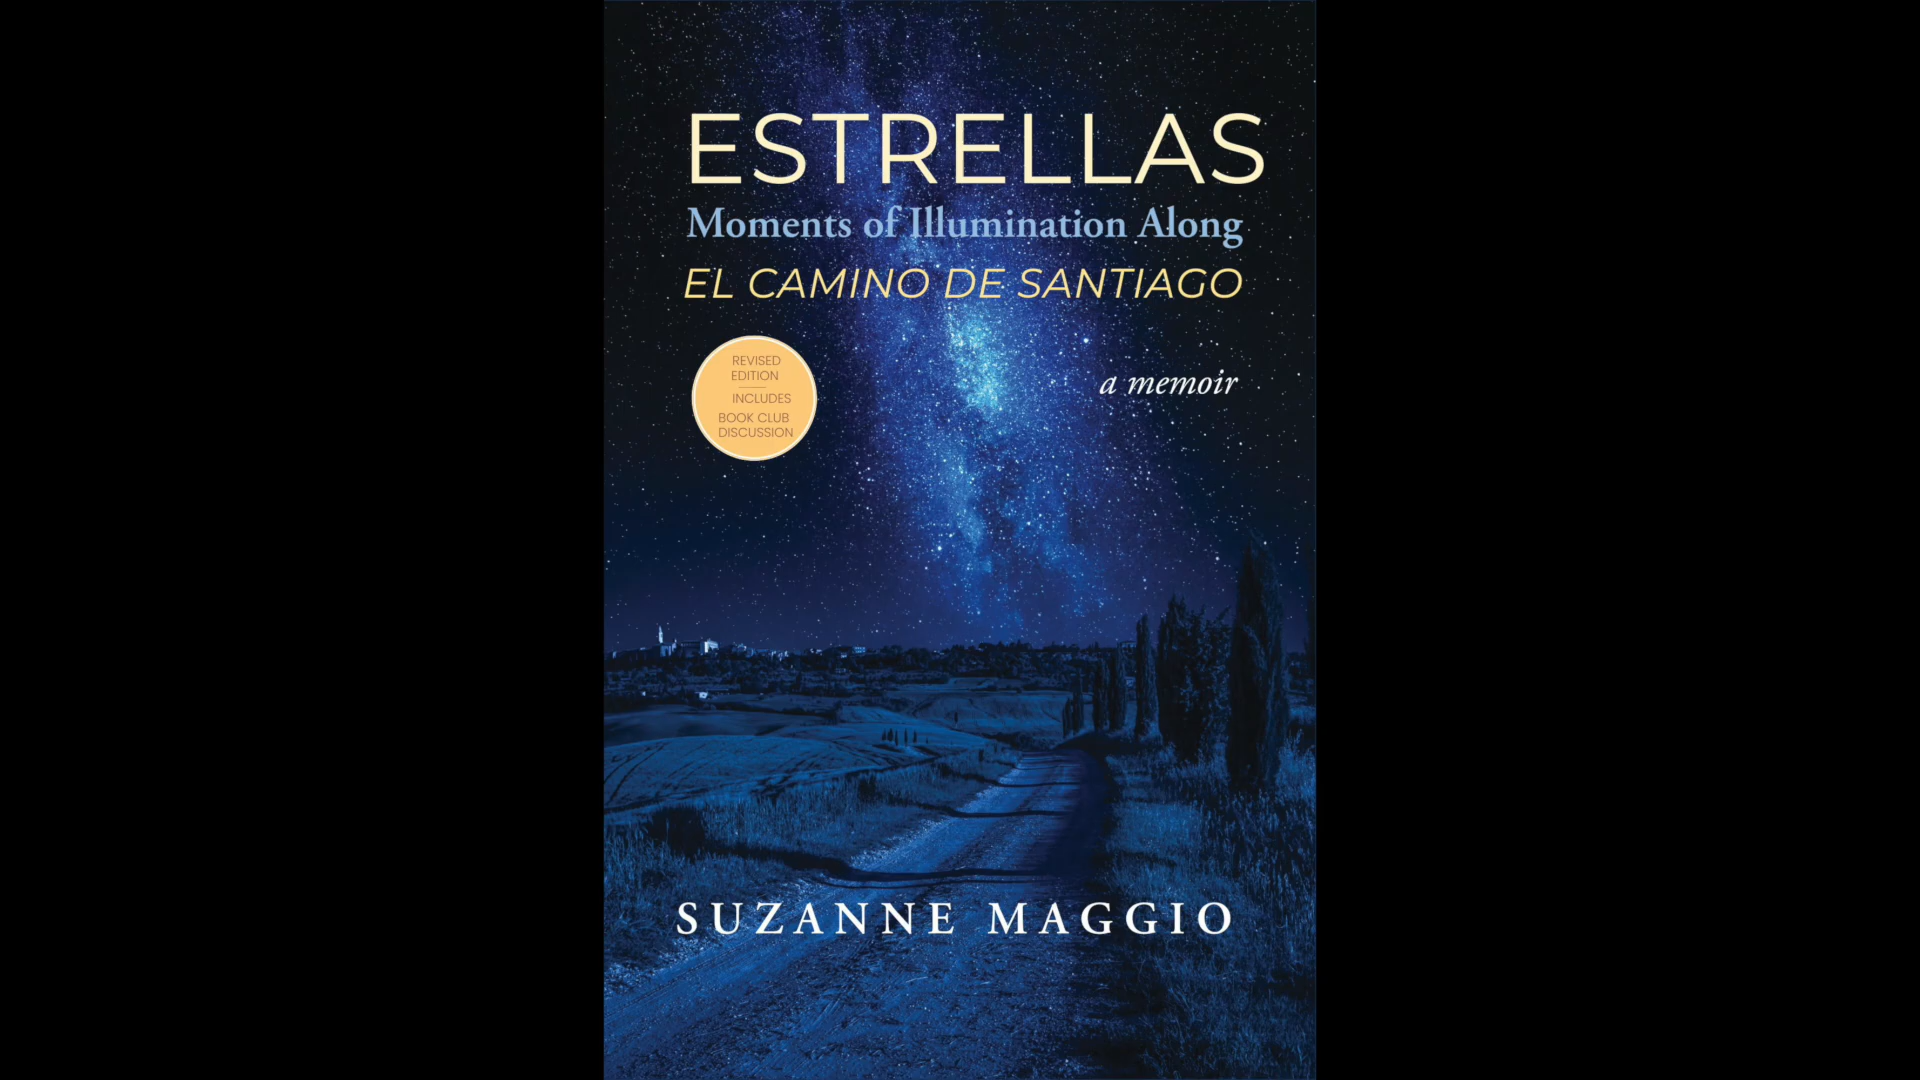 ESTRELLAS
Moments of Illumination Along
EL CAMINO DE SANTIAGO
REVISED
EDITION
INCLUDES
BOOK CLUB
DISCUSSION
a memoir
SUZANNE MAGGIO